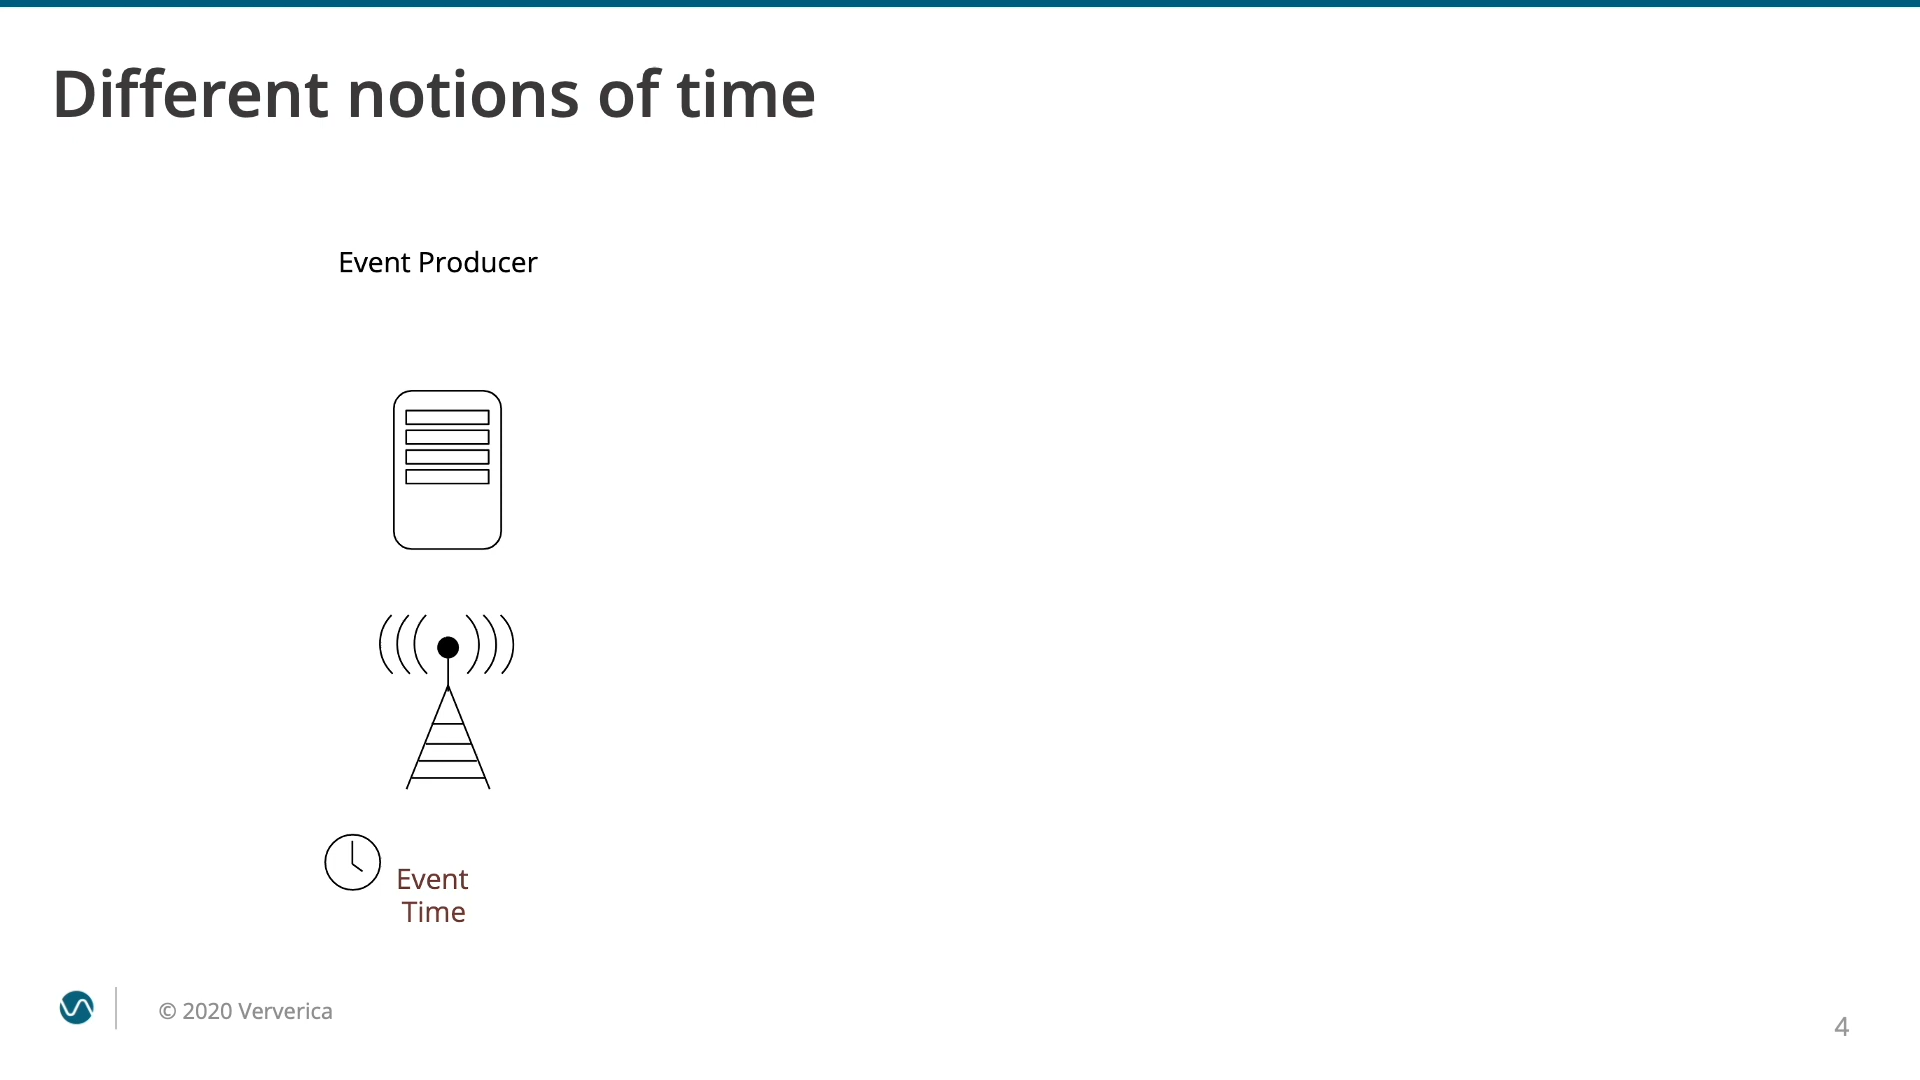 Different notions of time
Event Producer
Event
Time
© 2020 Ververica
4